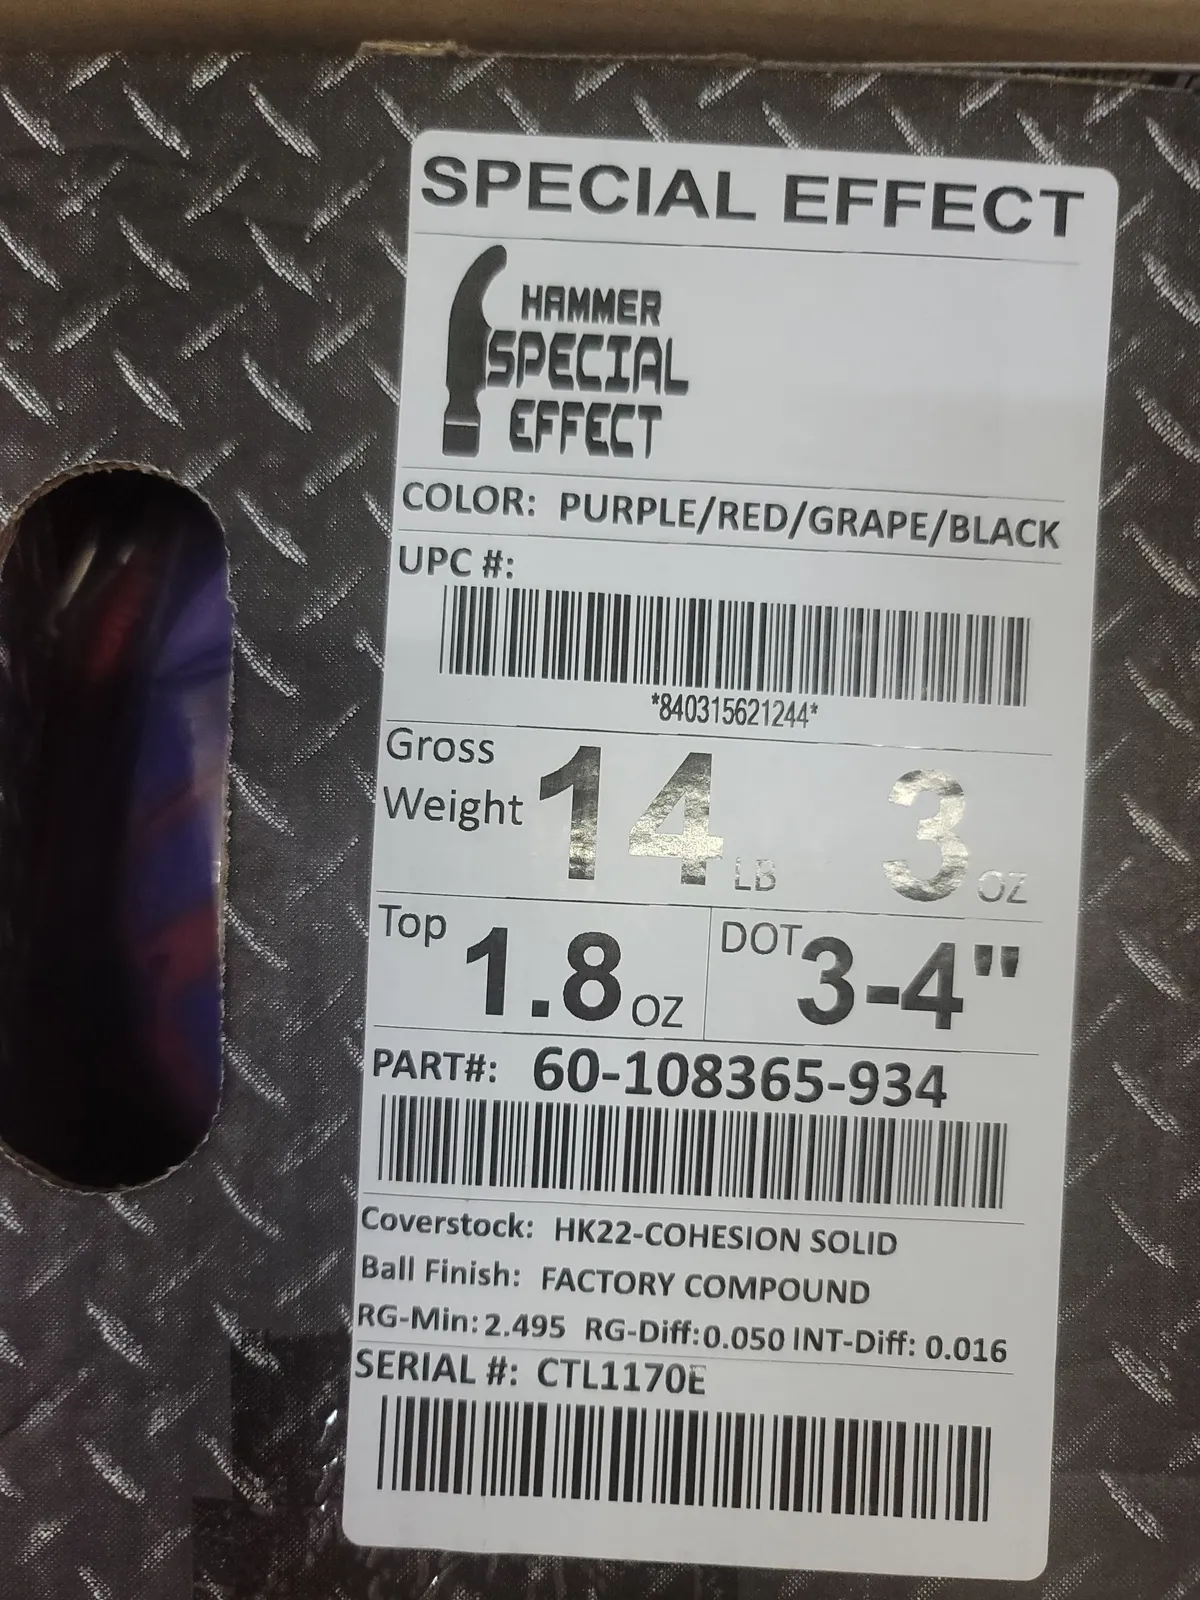 SPECIAL EFFECT
HAMMER
SPECIAL
EFFECT
COLOR: PURPLE/RED/GRAPE/BLACK
UPC #:
*840315621244*
Gross Weight 14 LB 3 OZ
Top 1.8 OZ DOT 3-4"
PART#: 60-108365-934
Coverstock: HK22-COHESION SOLID
Ball Finish: FACTORY COMPOUND
RG-Min: 2.495 RG-Diff: 0.050 INT-Diff: 0.016
SERIAL #: CTL1170E